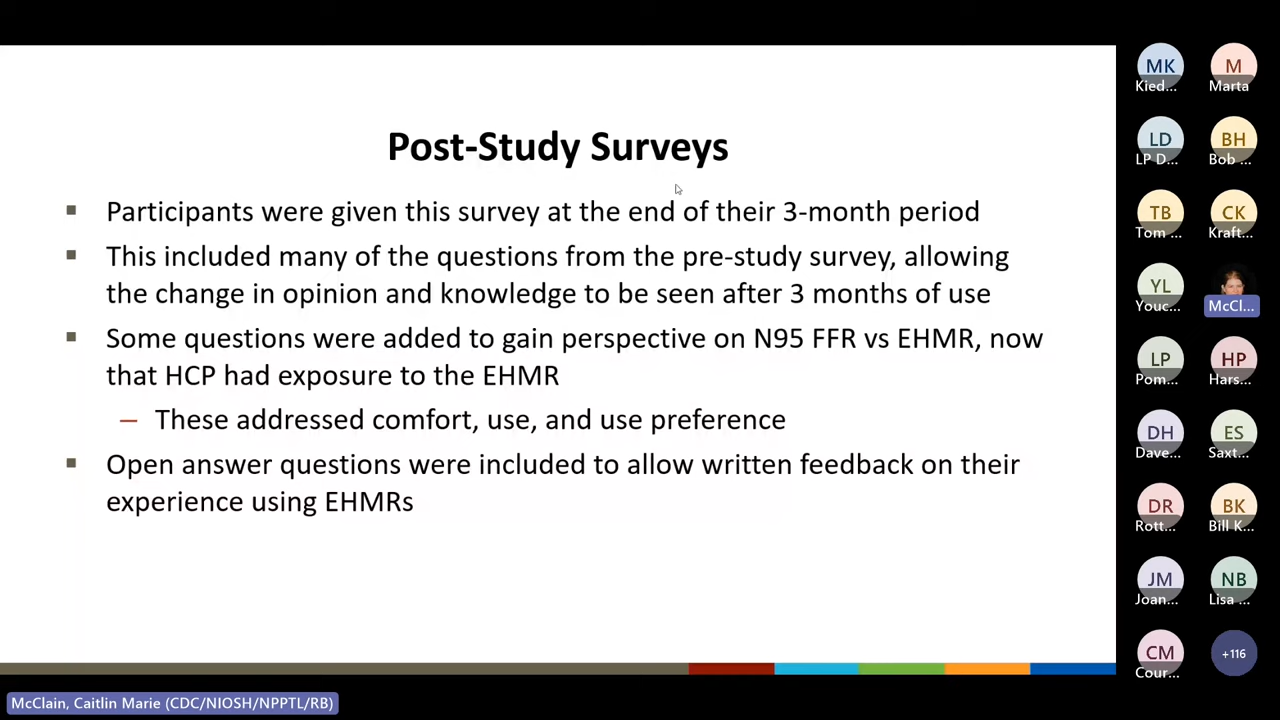 Post-Study Surveys
Participants were given this survey at the end of their 3-month period
This included many of the questions from the pre-study survey, allowing
the change in opinion and knowledge to be seen after 3 months of use
Some questions were added to gain perspective on N95 FFR vs EHMR, now
that HCP had exposure to the EHMR
— These addressed comfort, use, and use preference
Open answer questions were included to allow written feedback on their
experience using EHMRs
MK
Kied...
M
Marta
LD
LP D...
BH
Bob ...
TB
Tom ...
CK
Kraft...
YL
Youc...
McCl...
LP
Pom...
HP
Hars...
DH
Dave...
ES
Saxt...
DR
Rott...
BK
Bill K...
JM
Joan...
NB
Lisa ...
CM
Cour...
+116
McClain, Caitlin Marie (CDC/NIOSH/NPPTL/RB)